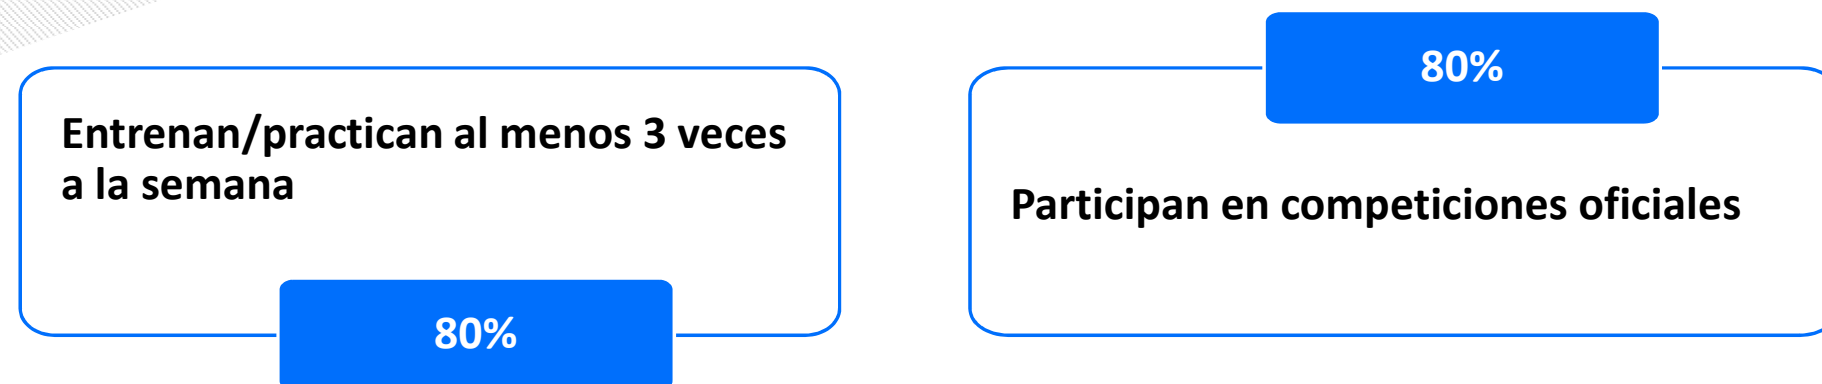 Entrenan/practican al menos 3 veces
a la semana
80%
80%
Participan en competiciones oficiales